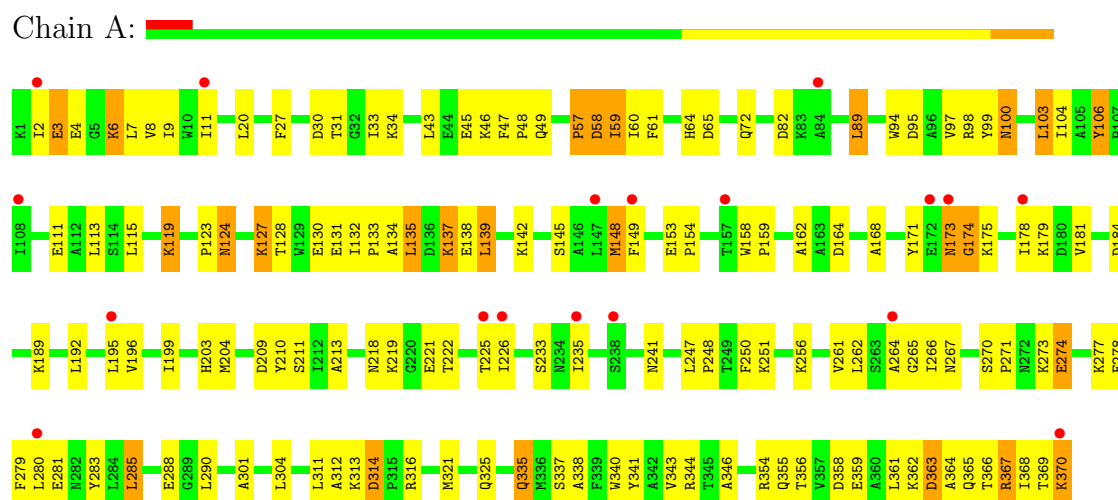 Chain A:
K1 I2 E3 E4 G5 K6 L7 V8 I9 W10 I11 L20 F27 D30 T31 G32 I33 K34 L43 E44 E45 K46 F47 P48 Q49 P57 D58 I59 I60 F61 H64 D65 Q72 D82 K83 A84 L89 W94 D95 A96 V97 R98 Y99 N100 L103 I104 A105 Y106 P107
I108 E111 A112 L113 S114 L115 K119 P123 N124 K127 T128 W129 E130 E131 I132 P133 A134 L135 D136 K137 E138 L139 K142 S145 A146 L147 M148 F149 E153 P154 T157 W158 P159 A162 A163 D164 A168 Y171 E172 N173 G174 K175 I178 K179 D180 V181 D184
K189 L192 L195 V196 I199 H203 M204 D209 Y210 S211 I212 A213 N218 K219 G220 E221 T222 T225 I226 S233 N234 I235 S238 N241 L247 P248 T249 F250 K251 K256 V261 L262 S263 A264 G265 I266 N267 S270 P271 N272 K273 E274 K277 E278
F279 L280 E281 N282 Y283 L284 L285 E288 G289 L290 A301 L304 L311 A312 K313 D314 P315 R316 M321 Q325 Q335 M336 S337 A338 F339 W340 Y341 A342 V343 R344 T345 A346 R354 Q355 T356 V357 D358 E359 A360 L361 K362 D363 A364 Q365 T366 R367 I368 T369 K370